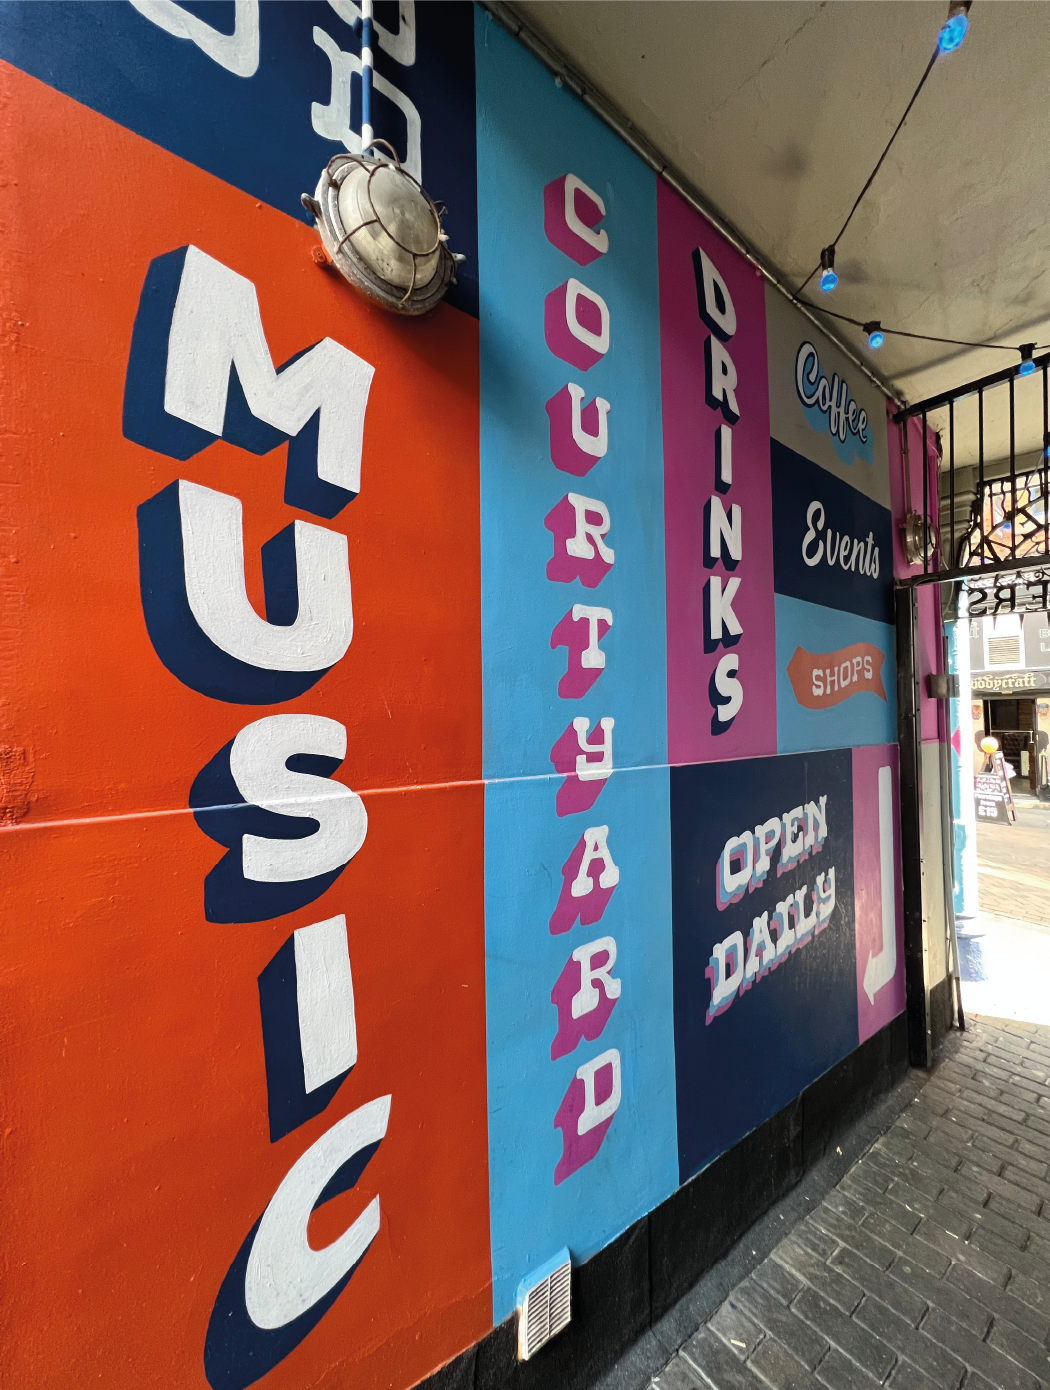 MUSIC
COURTYARD
DRINKS
Coffee
Events
SHOPS
OPEN
DAILY